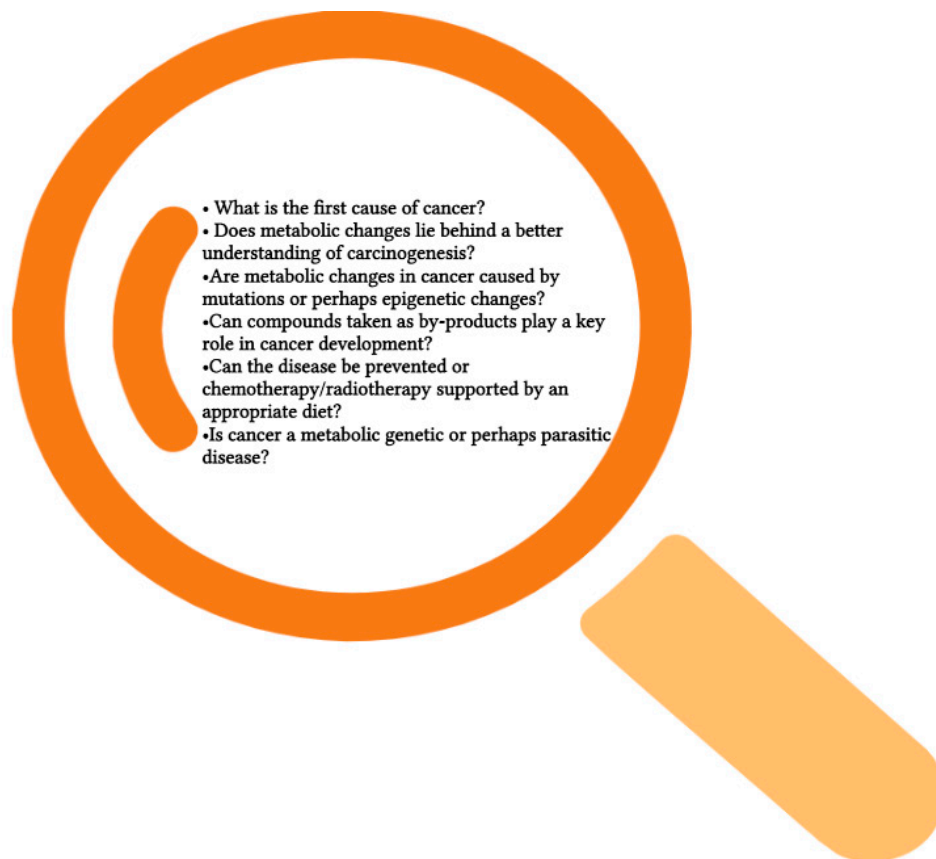 • What is the first cause of cancer?
• Does metabolic changes lie behind a better
understanding of carcinogenesis?
•Are metabolic changes in cancer caused by
mutations or perhaps epigenetic changes?
•Can compounds taken as by-products play a key
role in cancer development?
•Can the disease be prevented or
chemotherapy/radiotherapy supported by an
appropriate diet?
•Is cancer a metabolic genetic or perhaps parasitic
disease?